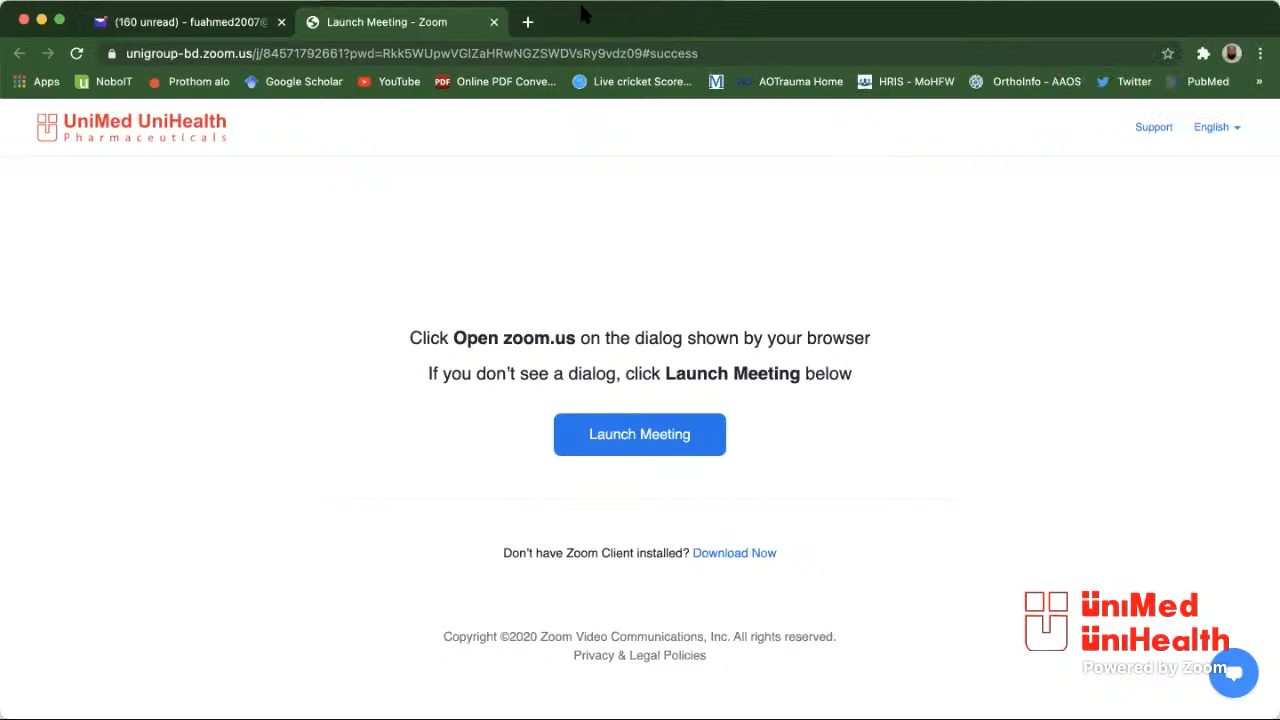 (160 unread) - fuahmed2007@
Launch Meeting - Zoom
unigroup-bd.zoom.us/j/84571792661?pwd=Rkk5WUpwVGlZaHRwNGZSWDVsRy9vdz09#success
Apps
NobolT
Prothom alo
Google Scholar
YouTube
PDF
Online PDF Conve...
Live cricket Score...
M
AO
AOTrauma Home
HRIS - MoHFW
OrthoInfo - AAOS
Twitter
PubMed
»
UniMed UniHealth
Pharmaceuticals
Support
English
Click Open zoom.us on the dialog shown by your browser
If you don't see a dialog, click Launch Meeting below
Launch Meeting
Don't have Zoom Client installed? Download Now
Copyright ©2020 Zoom Video Communications, Inc. All rights reserved.
Privacy & Legal Policies
UniMed
UniHealth
Powered by Zoom